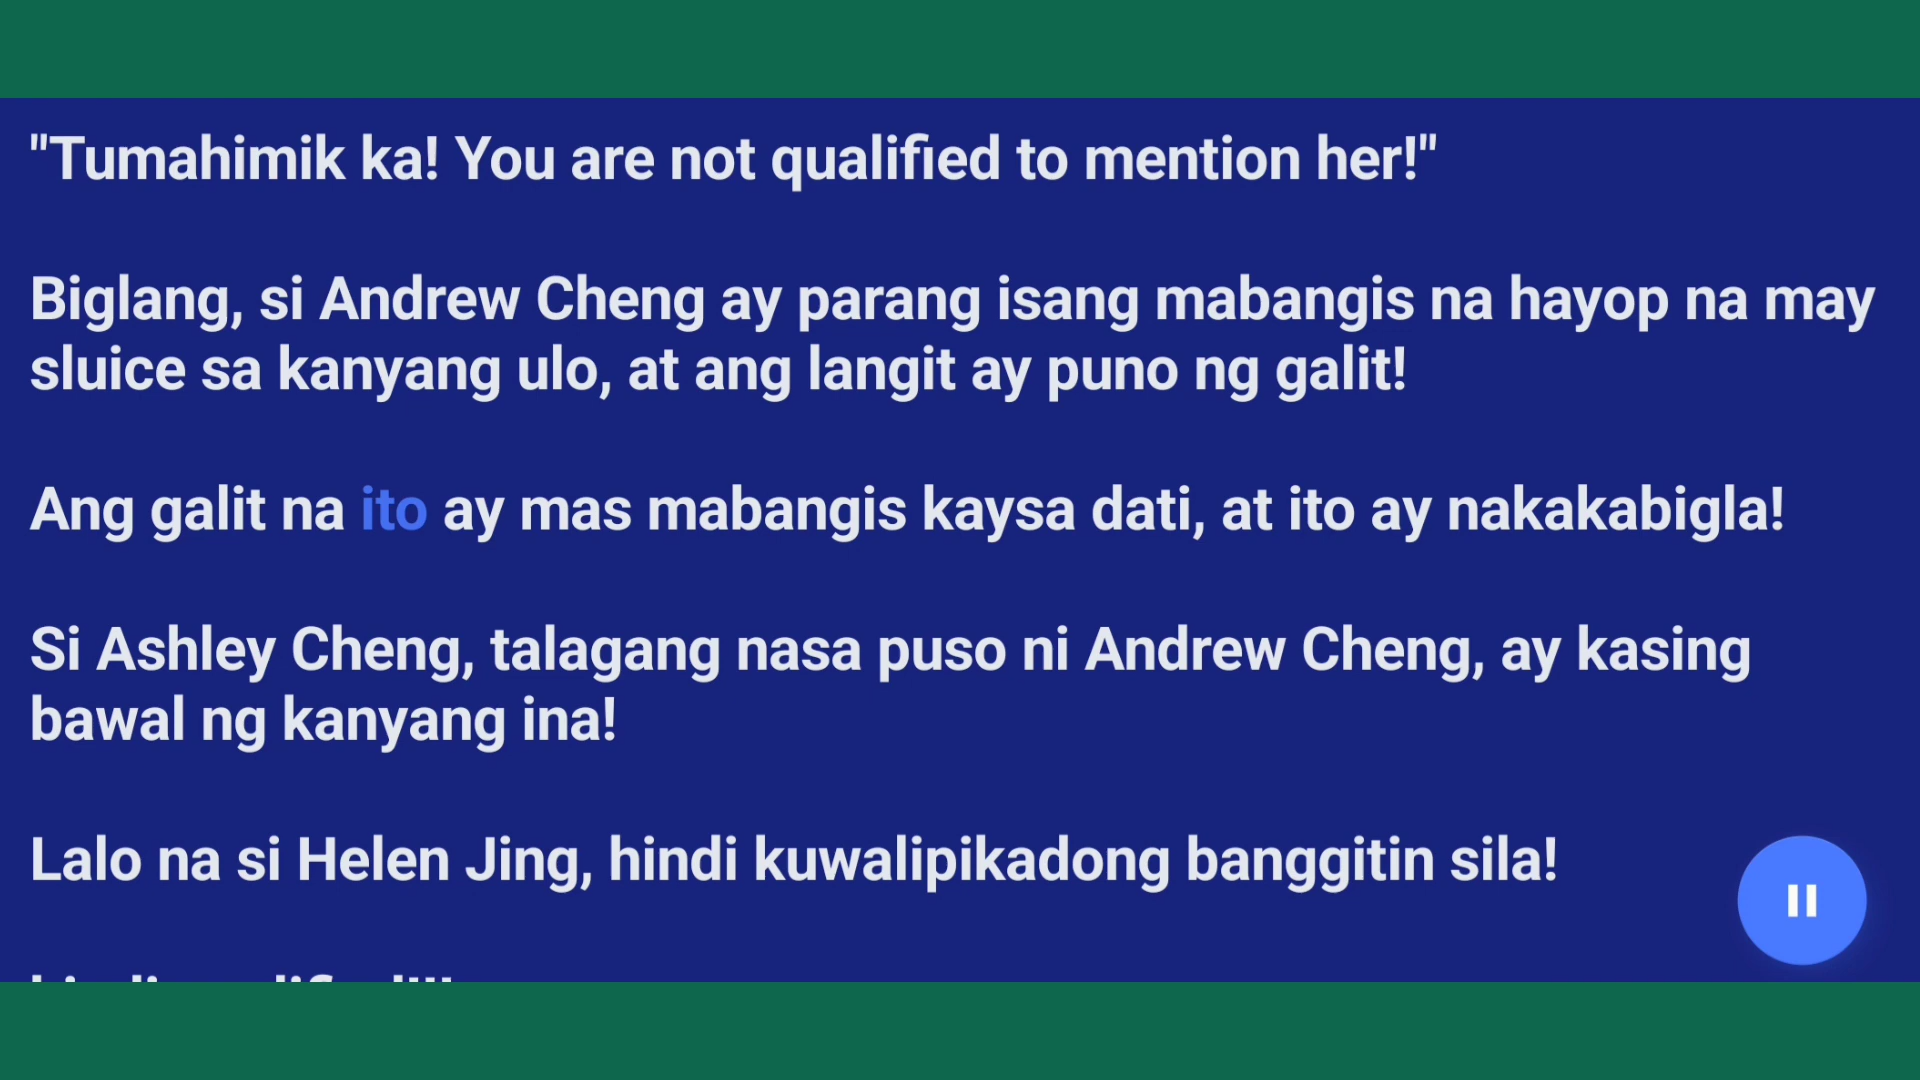 "Tumahimik ka! You are not qualified to mention her!"
Biglang, si Andrew Cheng ay parang isang mabangis na hayop na may
sluice sa kanyang ulo, at ang langit ay puno ng galit!
Ang galit na ito ay mas mabangis kaysa dati, at ito ay nakakabigla!
Si Ashley Cheng, talagang nasa puso ni Andrew Cheng, ay kasing
bawal ng kanyang ina!
Lalo na si Helen Jing, hindi kuwalipikadong banggitin sila!